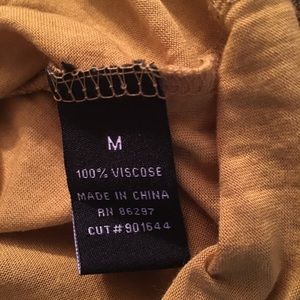 M
100% VISCOSE
MADE IN CHINA
RN 86297
CUT#901644